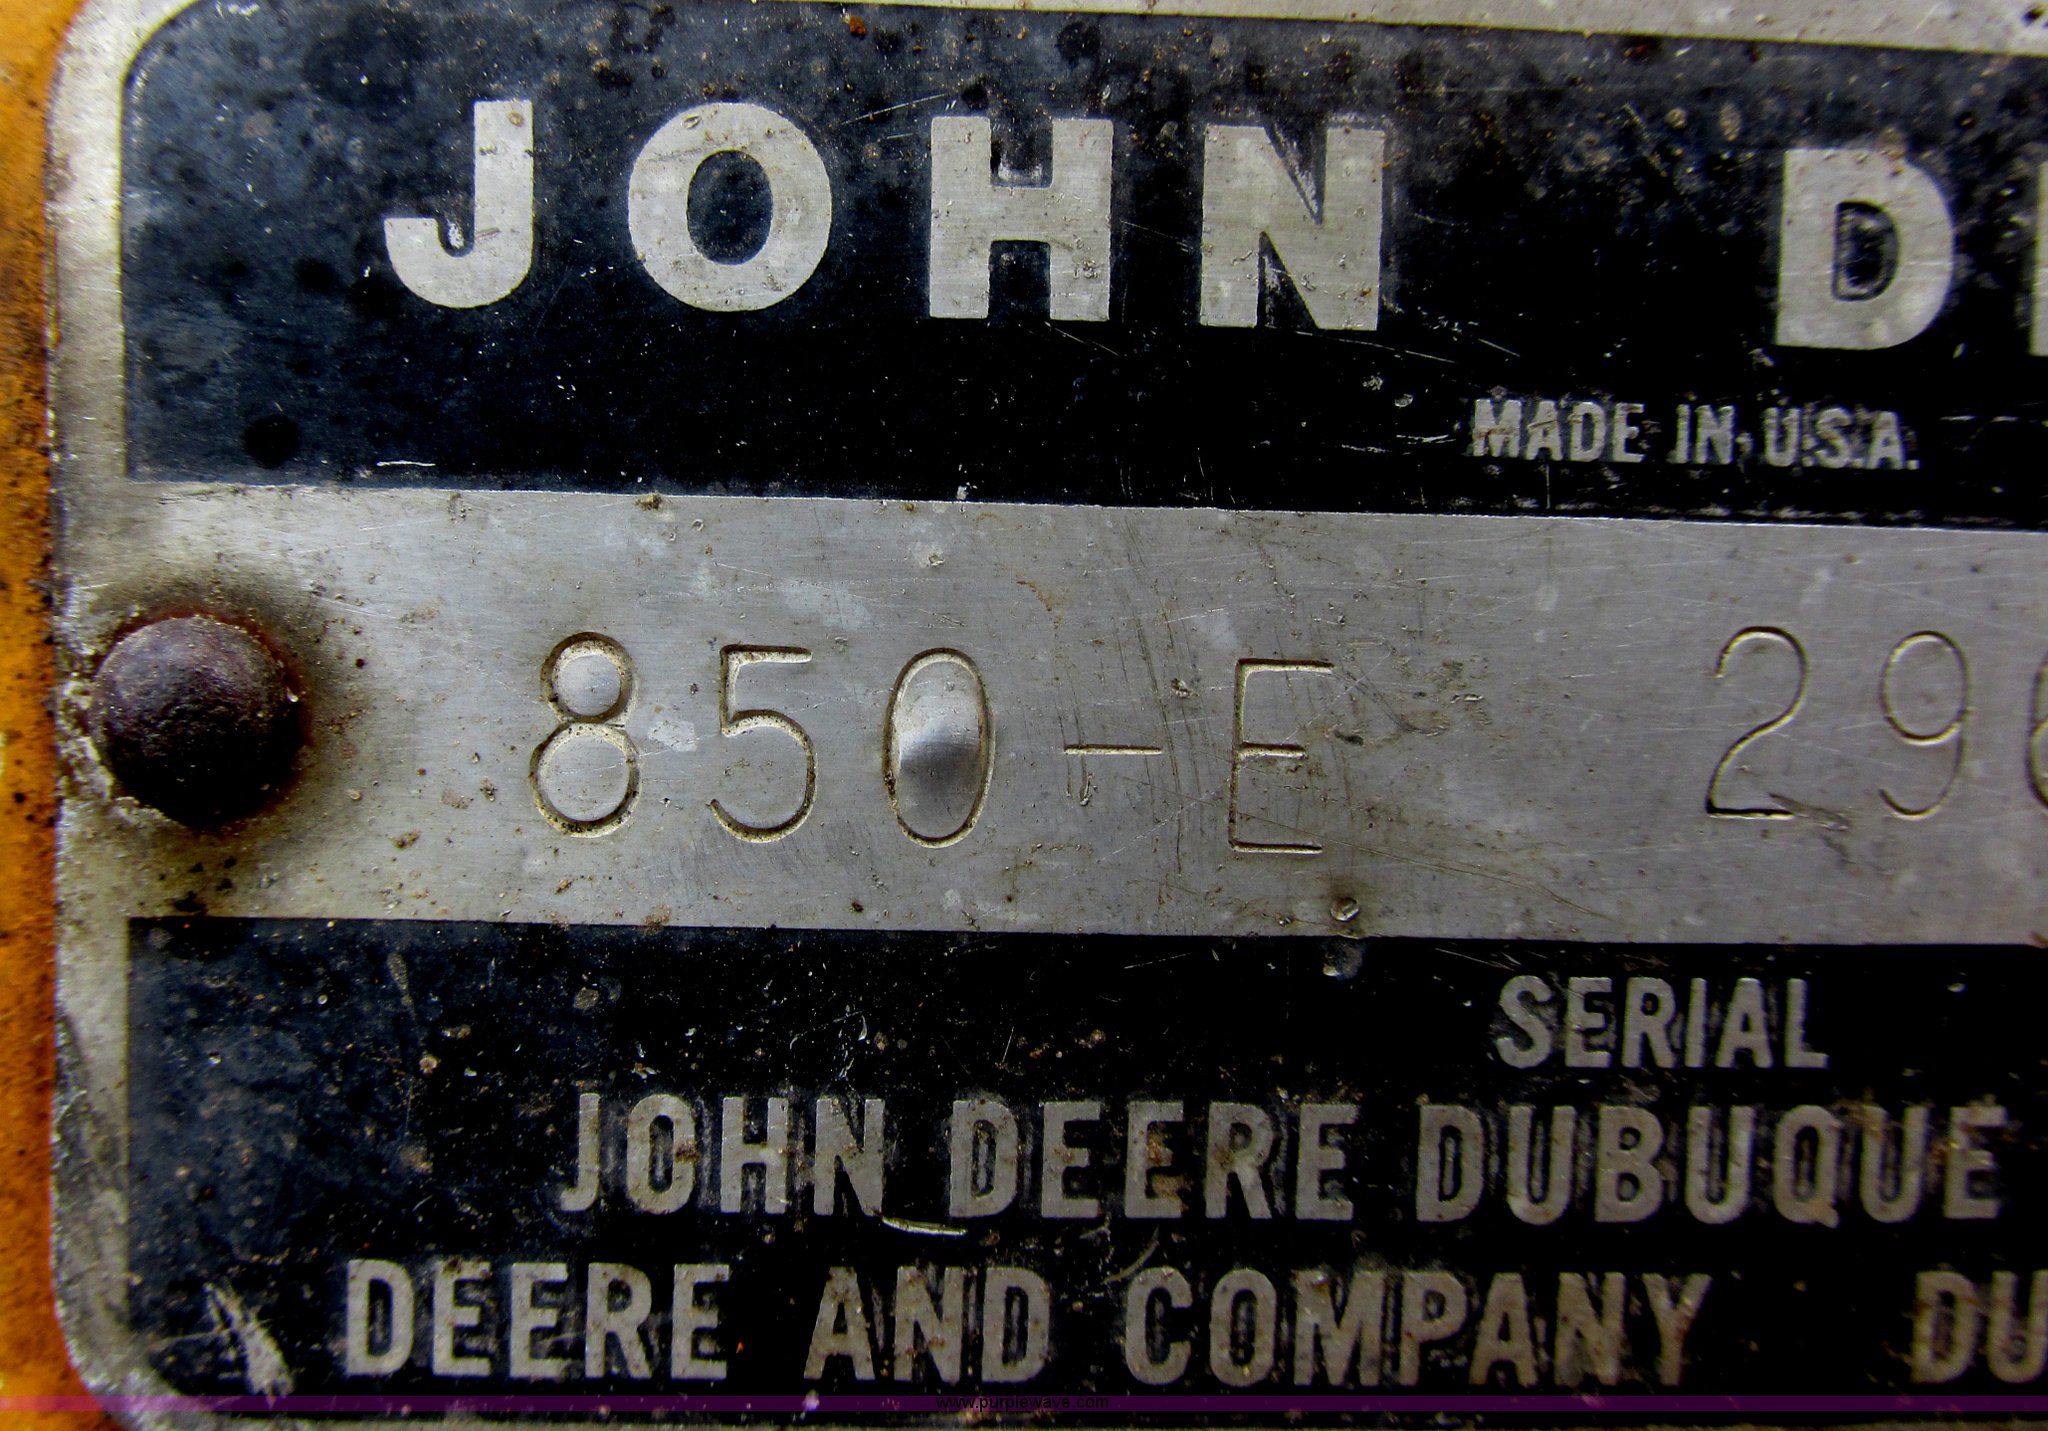 JOHN D
MADE IN U.S.A.
850-E 29
SERIAL
JOHN DEERE DUBUQUE
DEERE AND COMPANY DU
www.purplewave.com